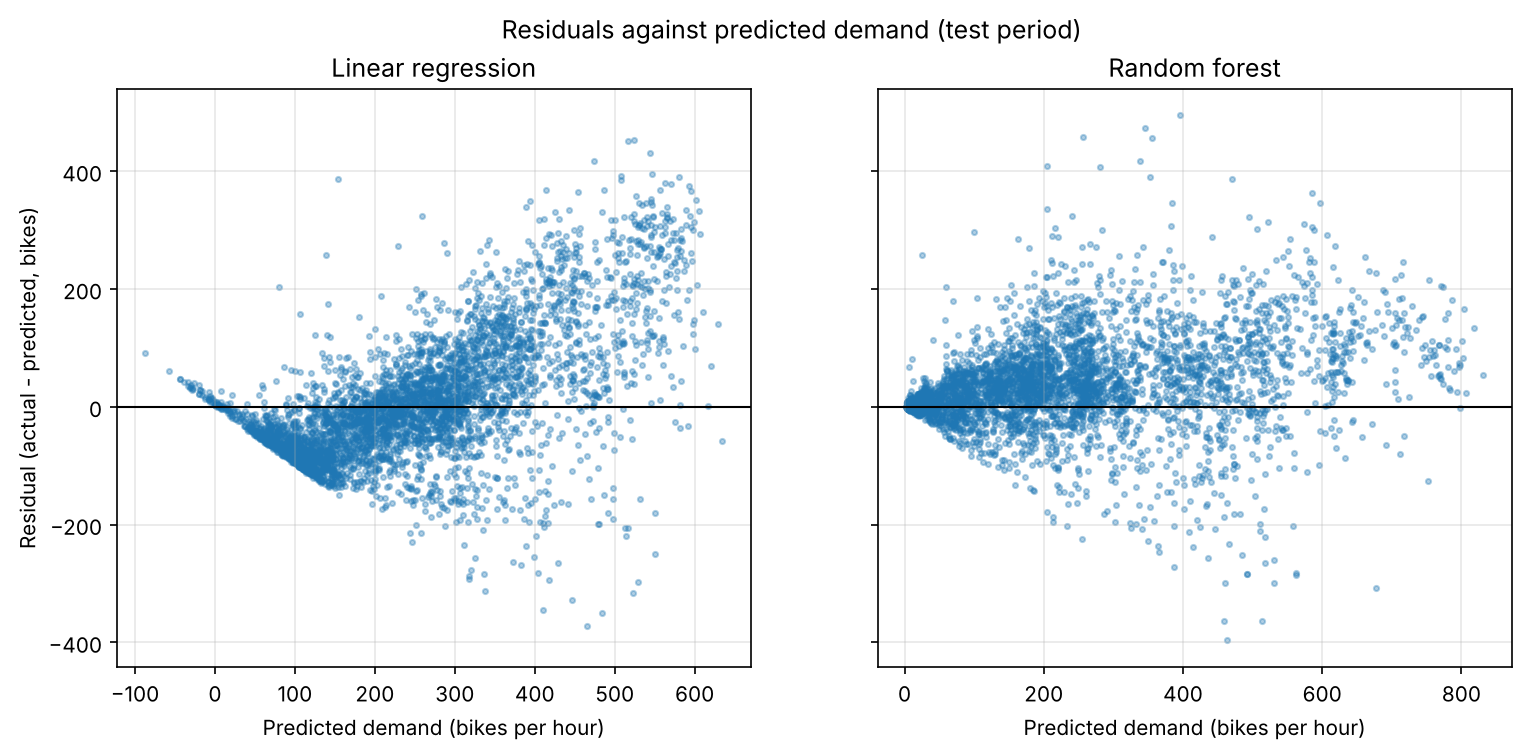 Residuals against predicted demand (test period)
Linear regression
Random forest
Residual (actual - predicted, bikes)
400
200
0
−200
−400
−100 0 100 200 300 400 500 600
0 200 400 600 800
Predicted demand (bikes per hour)
Predicted demand (bikes per hour)